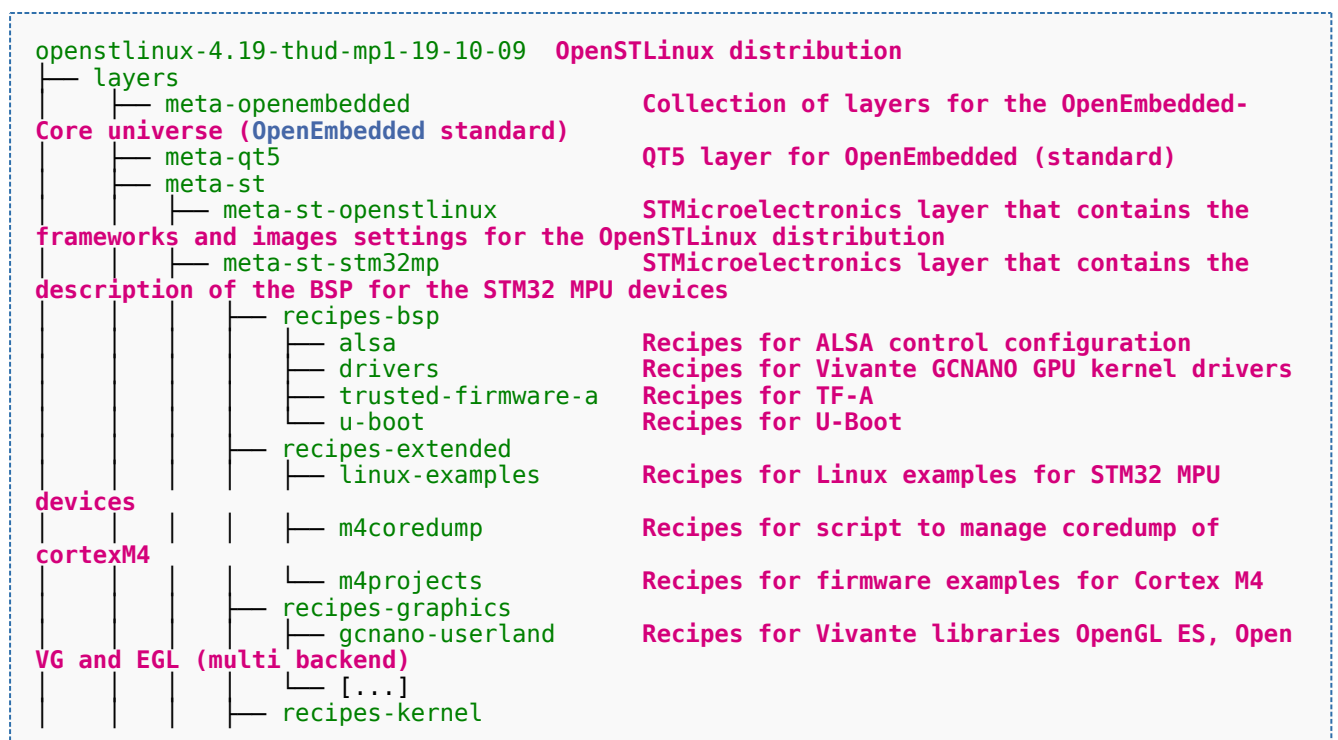 openstlinux-4.19-thud-mp1-19-10-09  OpenSTLinux distribution
├── layers
│    ├── meta-openembedded                Collection of layers for the OpenEmbedded-
Core universe (OpenEmbedded standard)
│    ├── meta-qt5                         QT5 layer for OpenEmbedded (standard)
│    ├── meta-st
│    │   ├── meta-st-openstlinux          STMicroelectronics layer that contains the
frameworks and images settings for the OpenSTLinux distribution
│    │   ├── meta-st-stm32mp              STMicroelectronics layer that contains the
description of the BSP for the STM32 MPU devices
│    │   │   ├── recipes-bsp
│    │   │   │   ├── alsa                 Recipes for ALSA control configuration
│    │   │   │   ├── drivers              Recipes for Vivante GCNANO GPU kernel drivers
│    │   │   │   ├── trusted-firmware-a   Recipes for TF-A
│    │   │   │   └── u-boot               Recipes for U-Boot
│    │   │   ├── recipes-extended
│    │   │   │   ├── linux-examples       Recipes for Linux examples for STM32 MPU
devices
│    │   │   │   ├── m4coredump           Recipes for script to manage coredump of
cortexM4
│    │   │   │   └── m4projects           Recipes for firmware examples for Cortex M4
│    │   │   ├── recipes-graphics
│    │   │   │   ├── gcnano-userland      Recipes for Vivante libraries OpenGL ES, Open
VG and EGL (multi backend)
│    │   │   │   └── [...]
│    │   │   ├── recipes-kernel